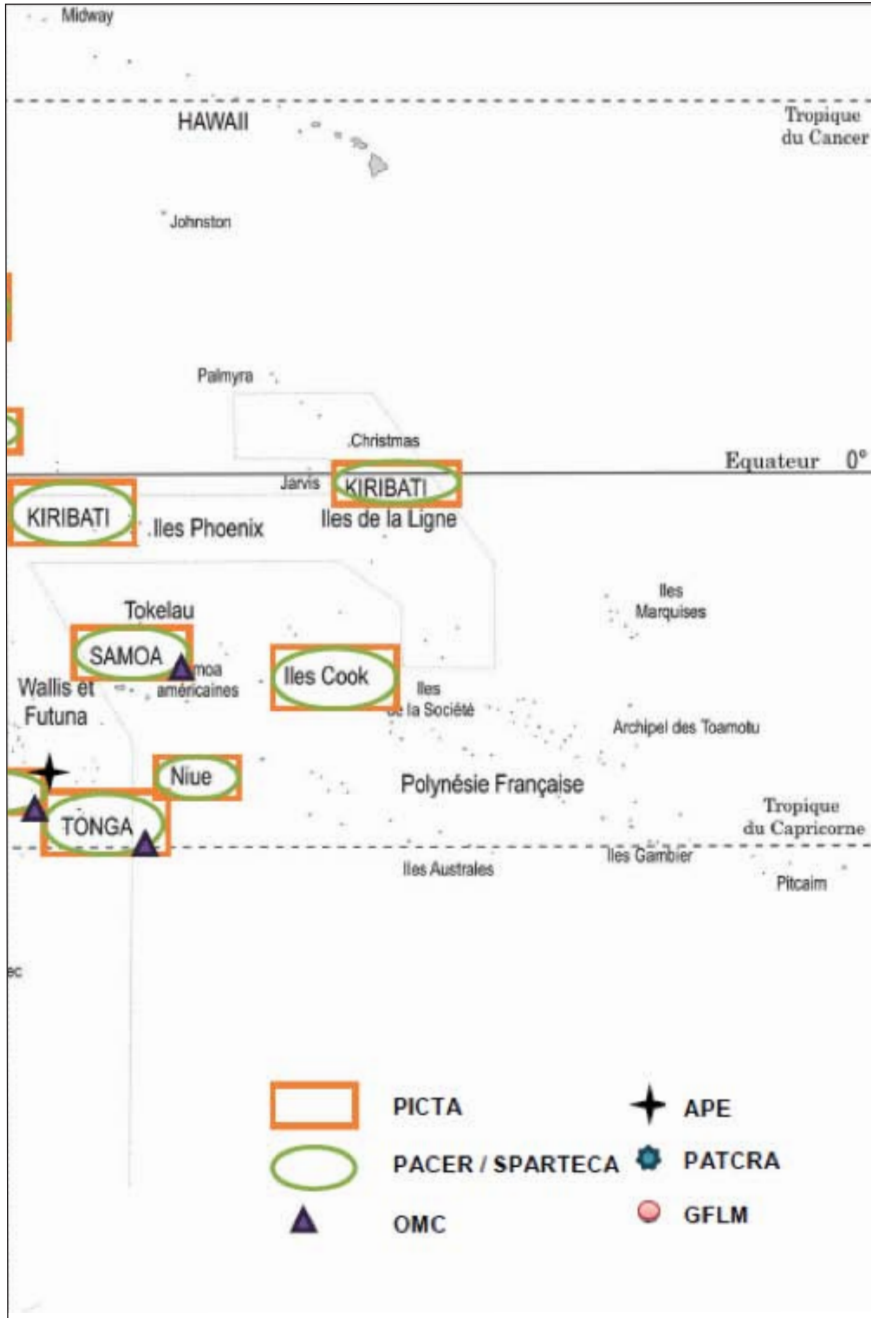 Midway
HAWAII
Tropique
du Cancer
Johnston
Palmyra
.Christmas
Equateur 0°
Jarvis
KIRIBATI
KIRIBATI
Iles de la Ligne
Iles Phoenix
Iles
Marquises
Tokelau
SAMOA
moa
américaines
Iles Cook
Wallis et
Futuna
Iles
de la Société
Archipel des Toamotu
Niue
Polynésie Française
TONGA
Tropique
du Capricorne
Iles Australes
Iles Gambier
Pitcairn
ec
PICTA
APE
PACER / SPARTECA
PATCRA
OMC
GFLM